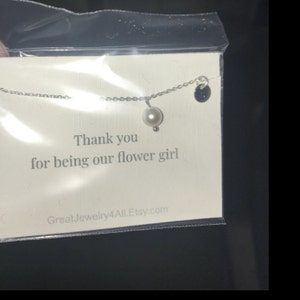 Thank you
for being our flower girl
GreatJewelry4All.Etsy.com